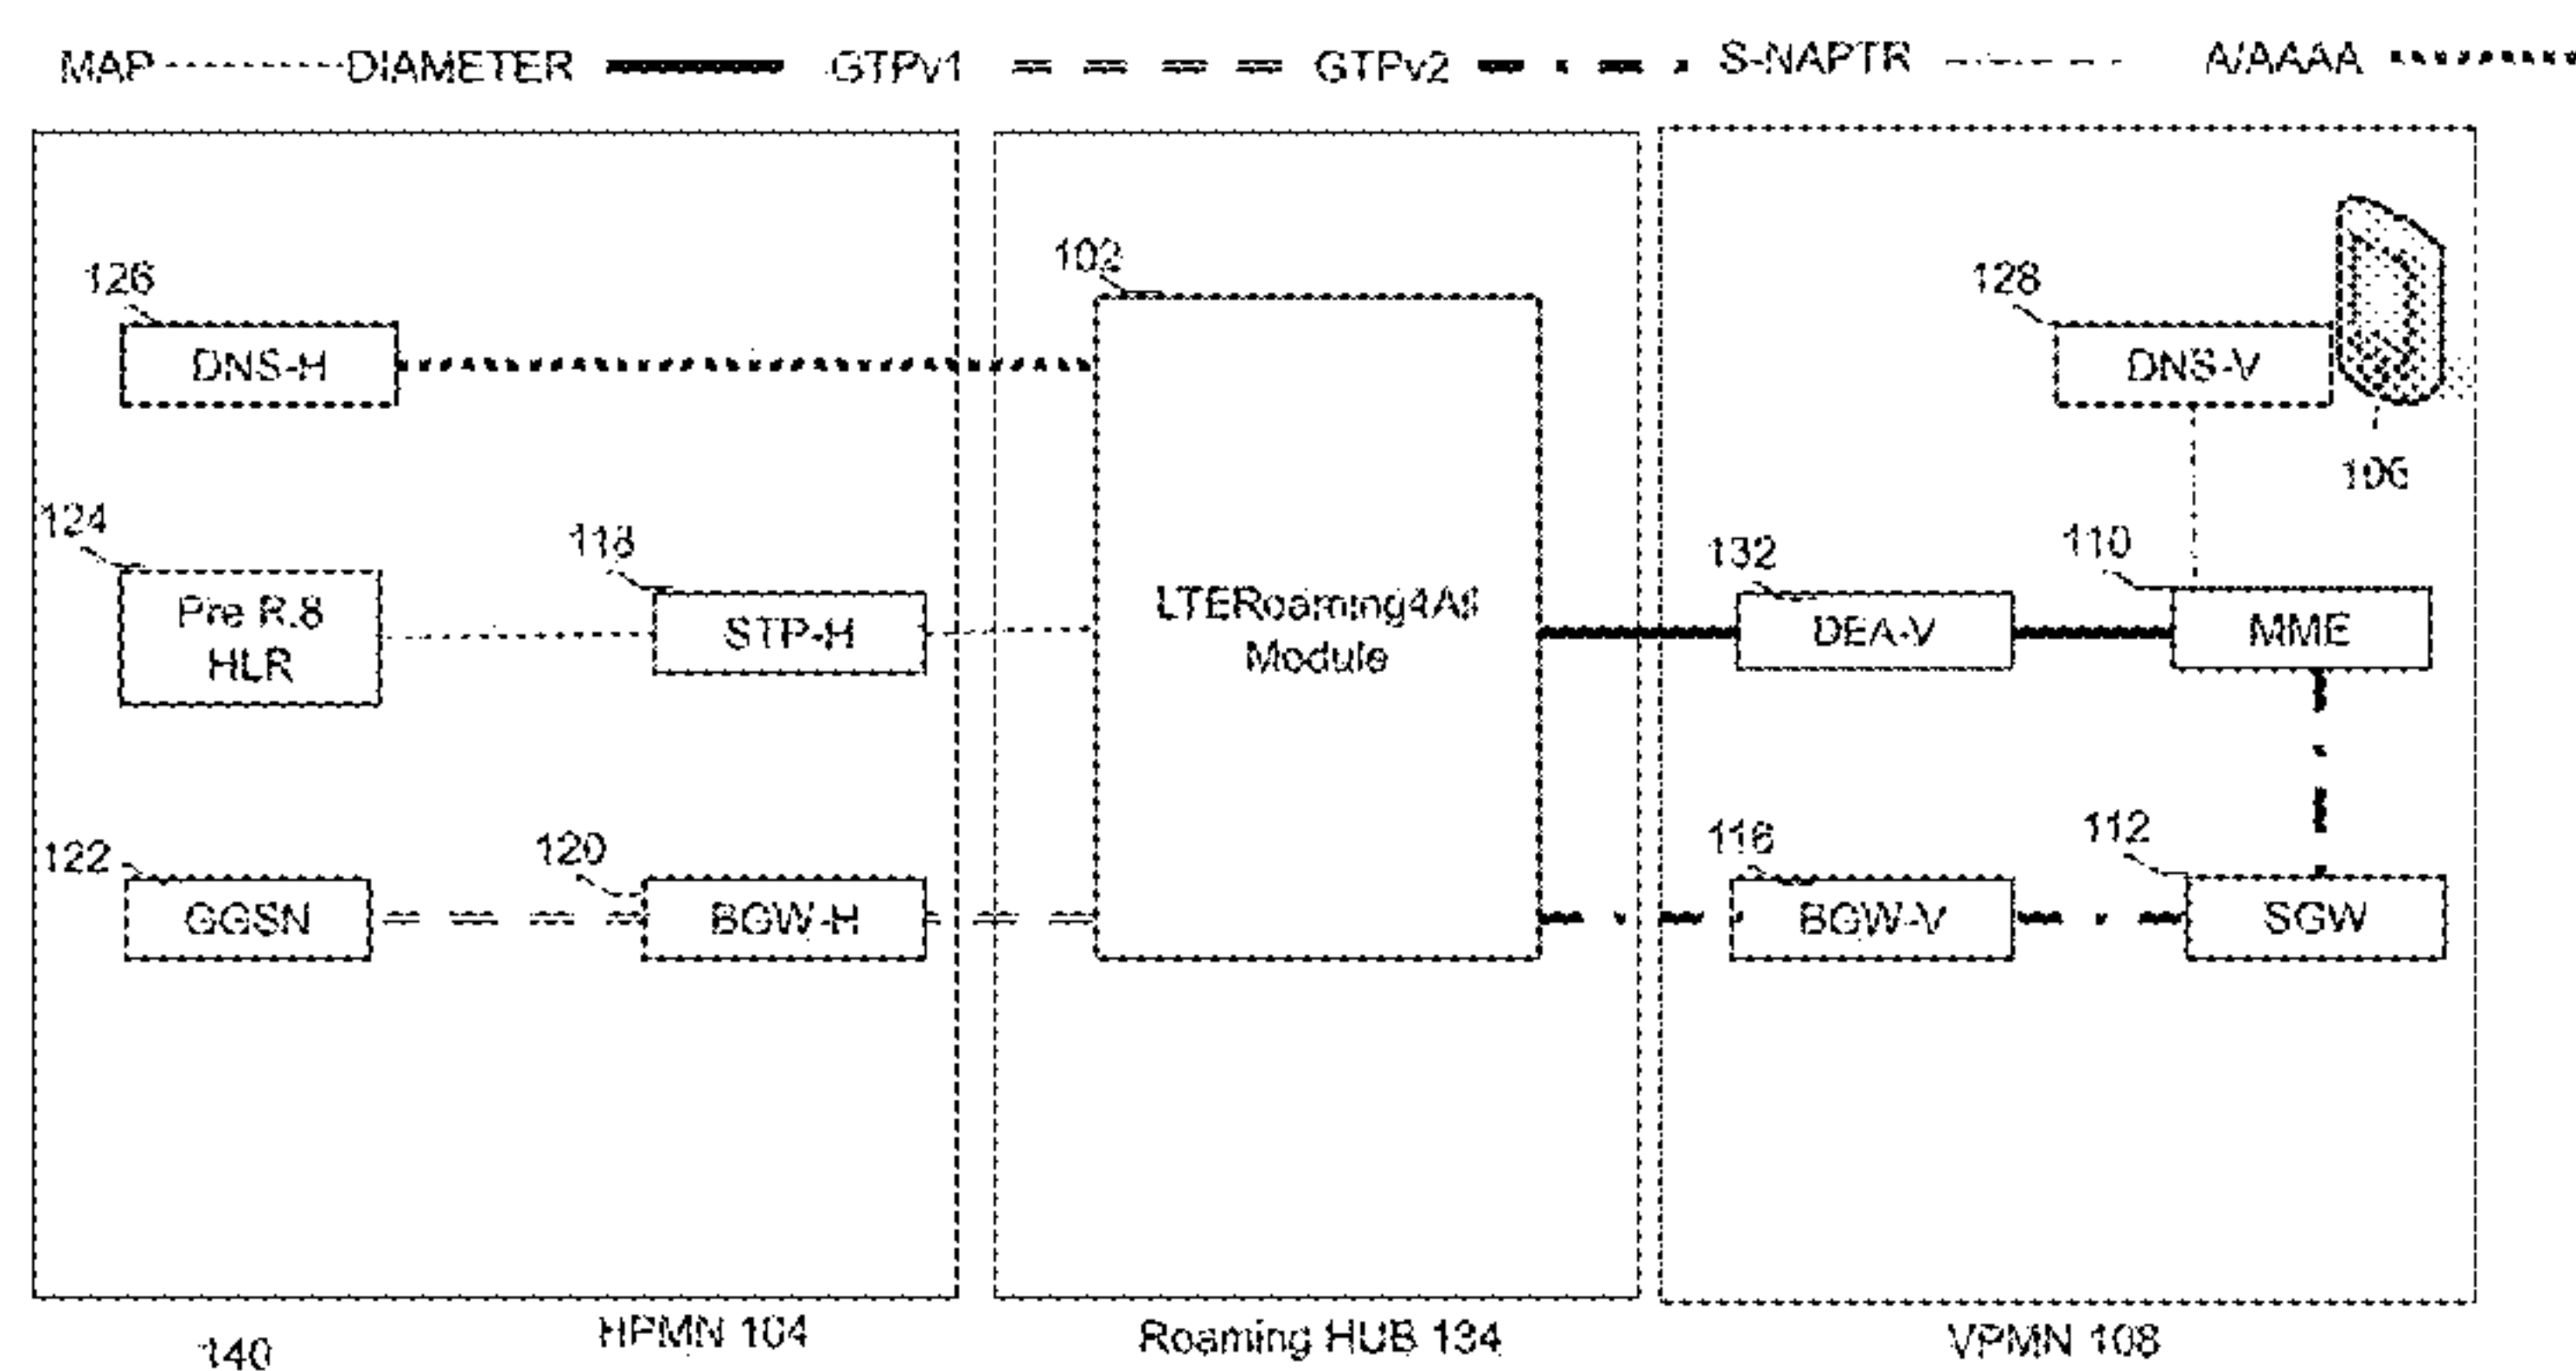 MAP DIAMETER GTPv1 GTPv2 S-NAPTR A/AAAA
102
126
128
DNS-H
DNS-V
106
124
118
132
110
Pre R.8
HLR
STP-H
LTERoaming4All
Module
DEA-V
MME
122
120
116
112
GGSN
BGW-H
BGW-V
SGW
HPMN 104
Roaming HUB 134
VPMN 108
140